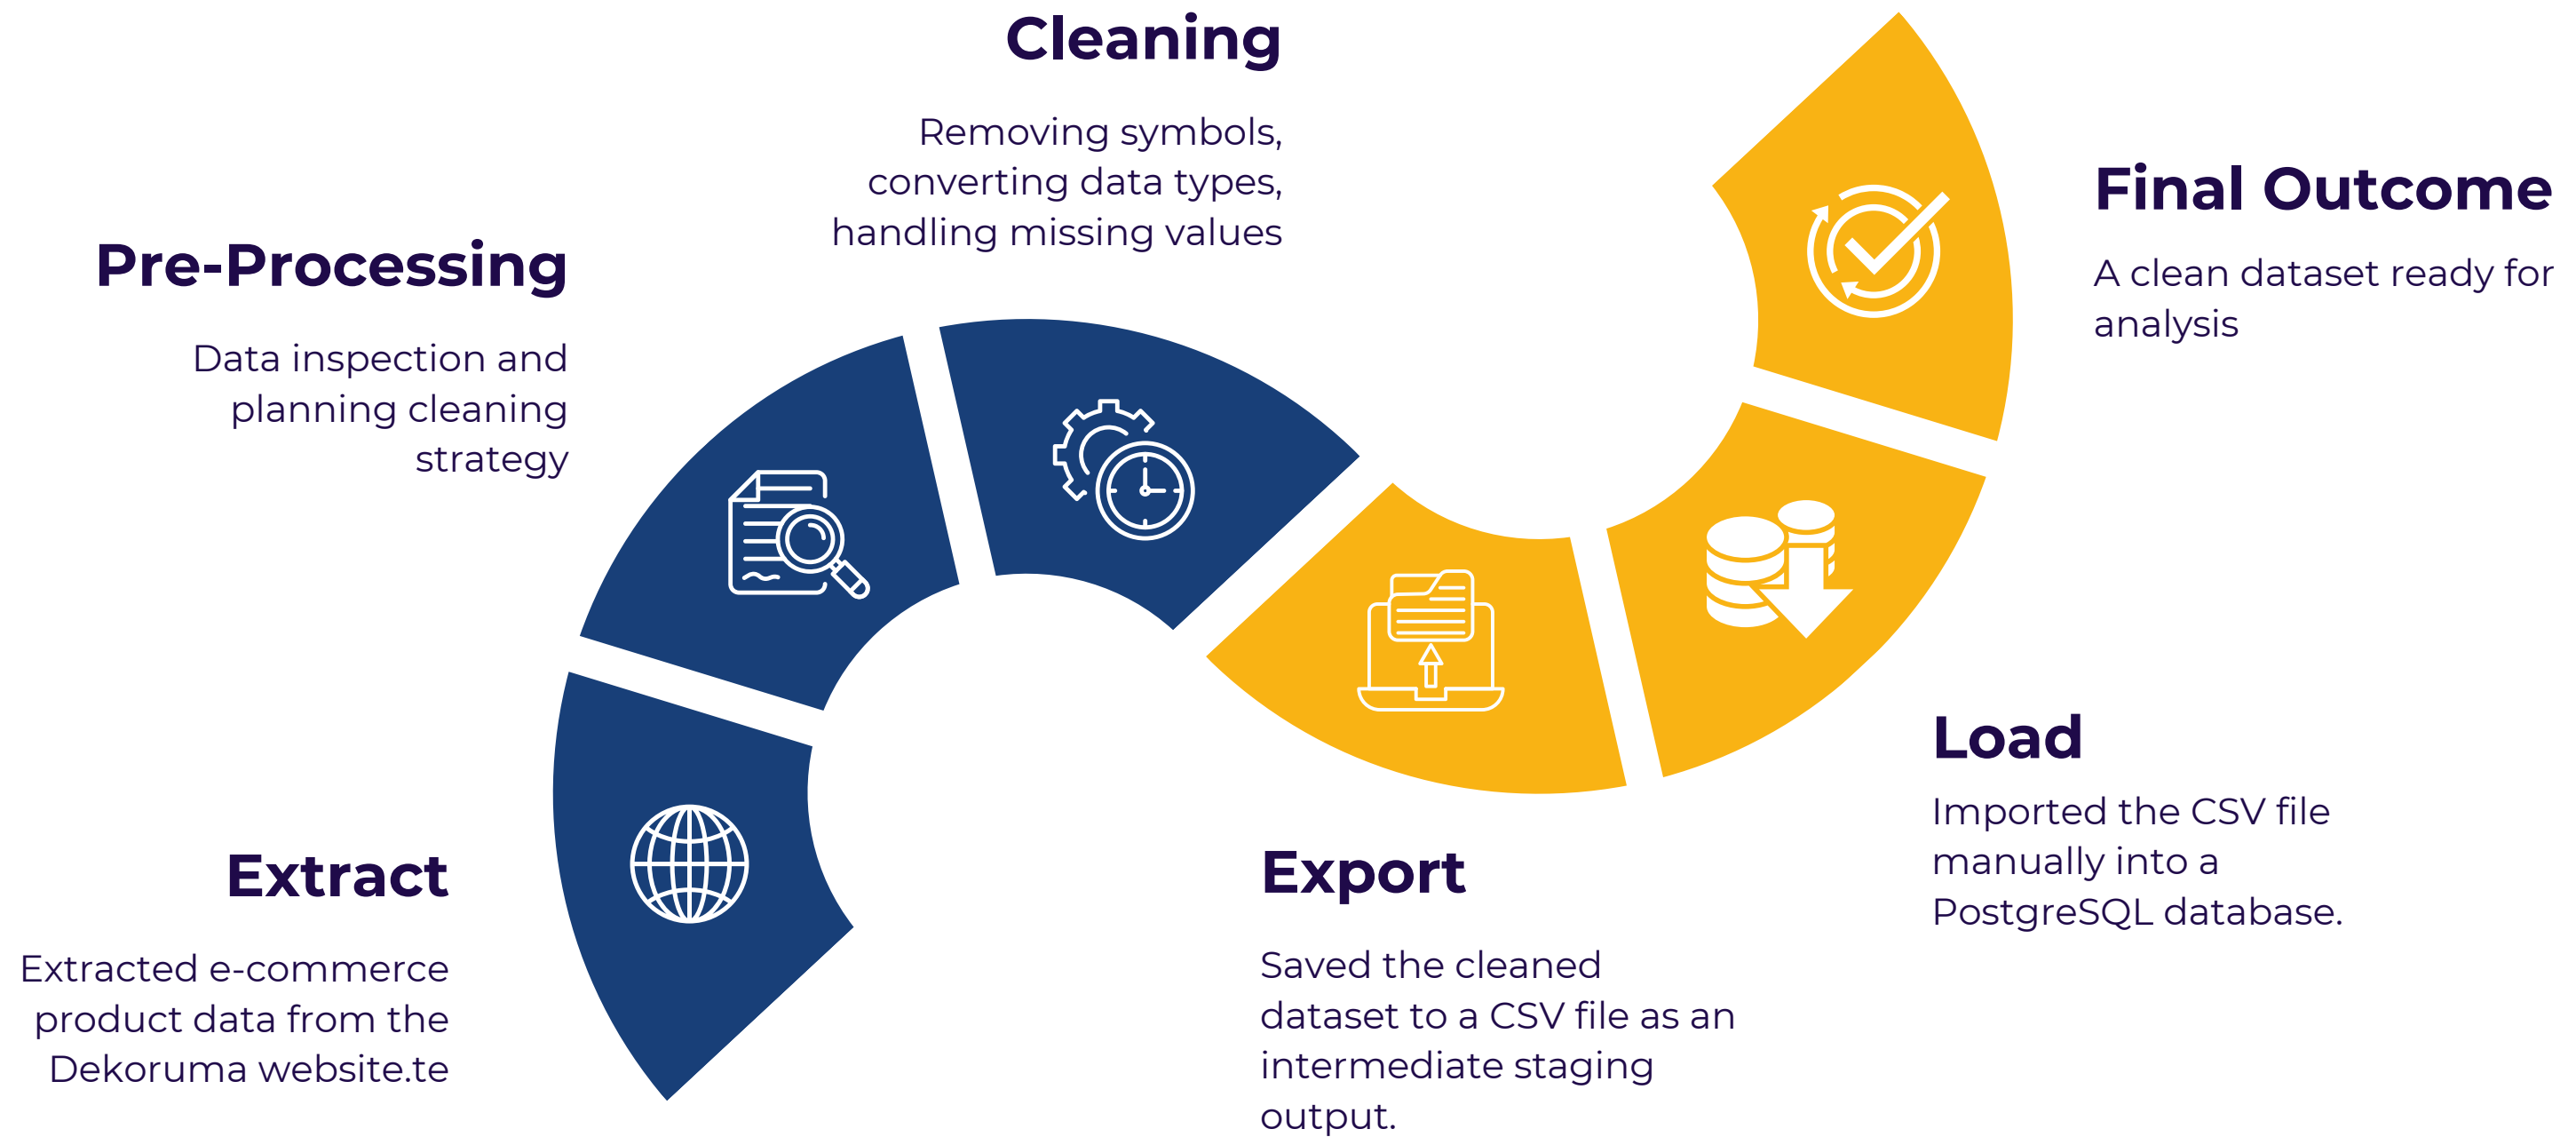 Extract
Extracted e-commerce
product data from the
Dekoruma website.te
Pre-Processing
Data inspection and
planning cleaning
strategy
Cleaning
Removing symbols,
converting data types,
handling missing values
Export
Saved the cleaned
dataset to a CSV file as an
intermediate staging
output.
Load
Imported the CSV file
manually into a
PostgreSQL database.
Final Outcome
A clean dataset ready for
analysis